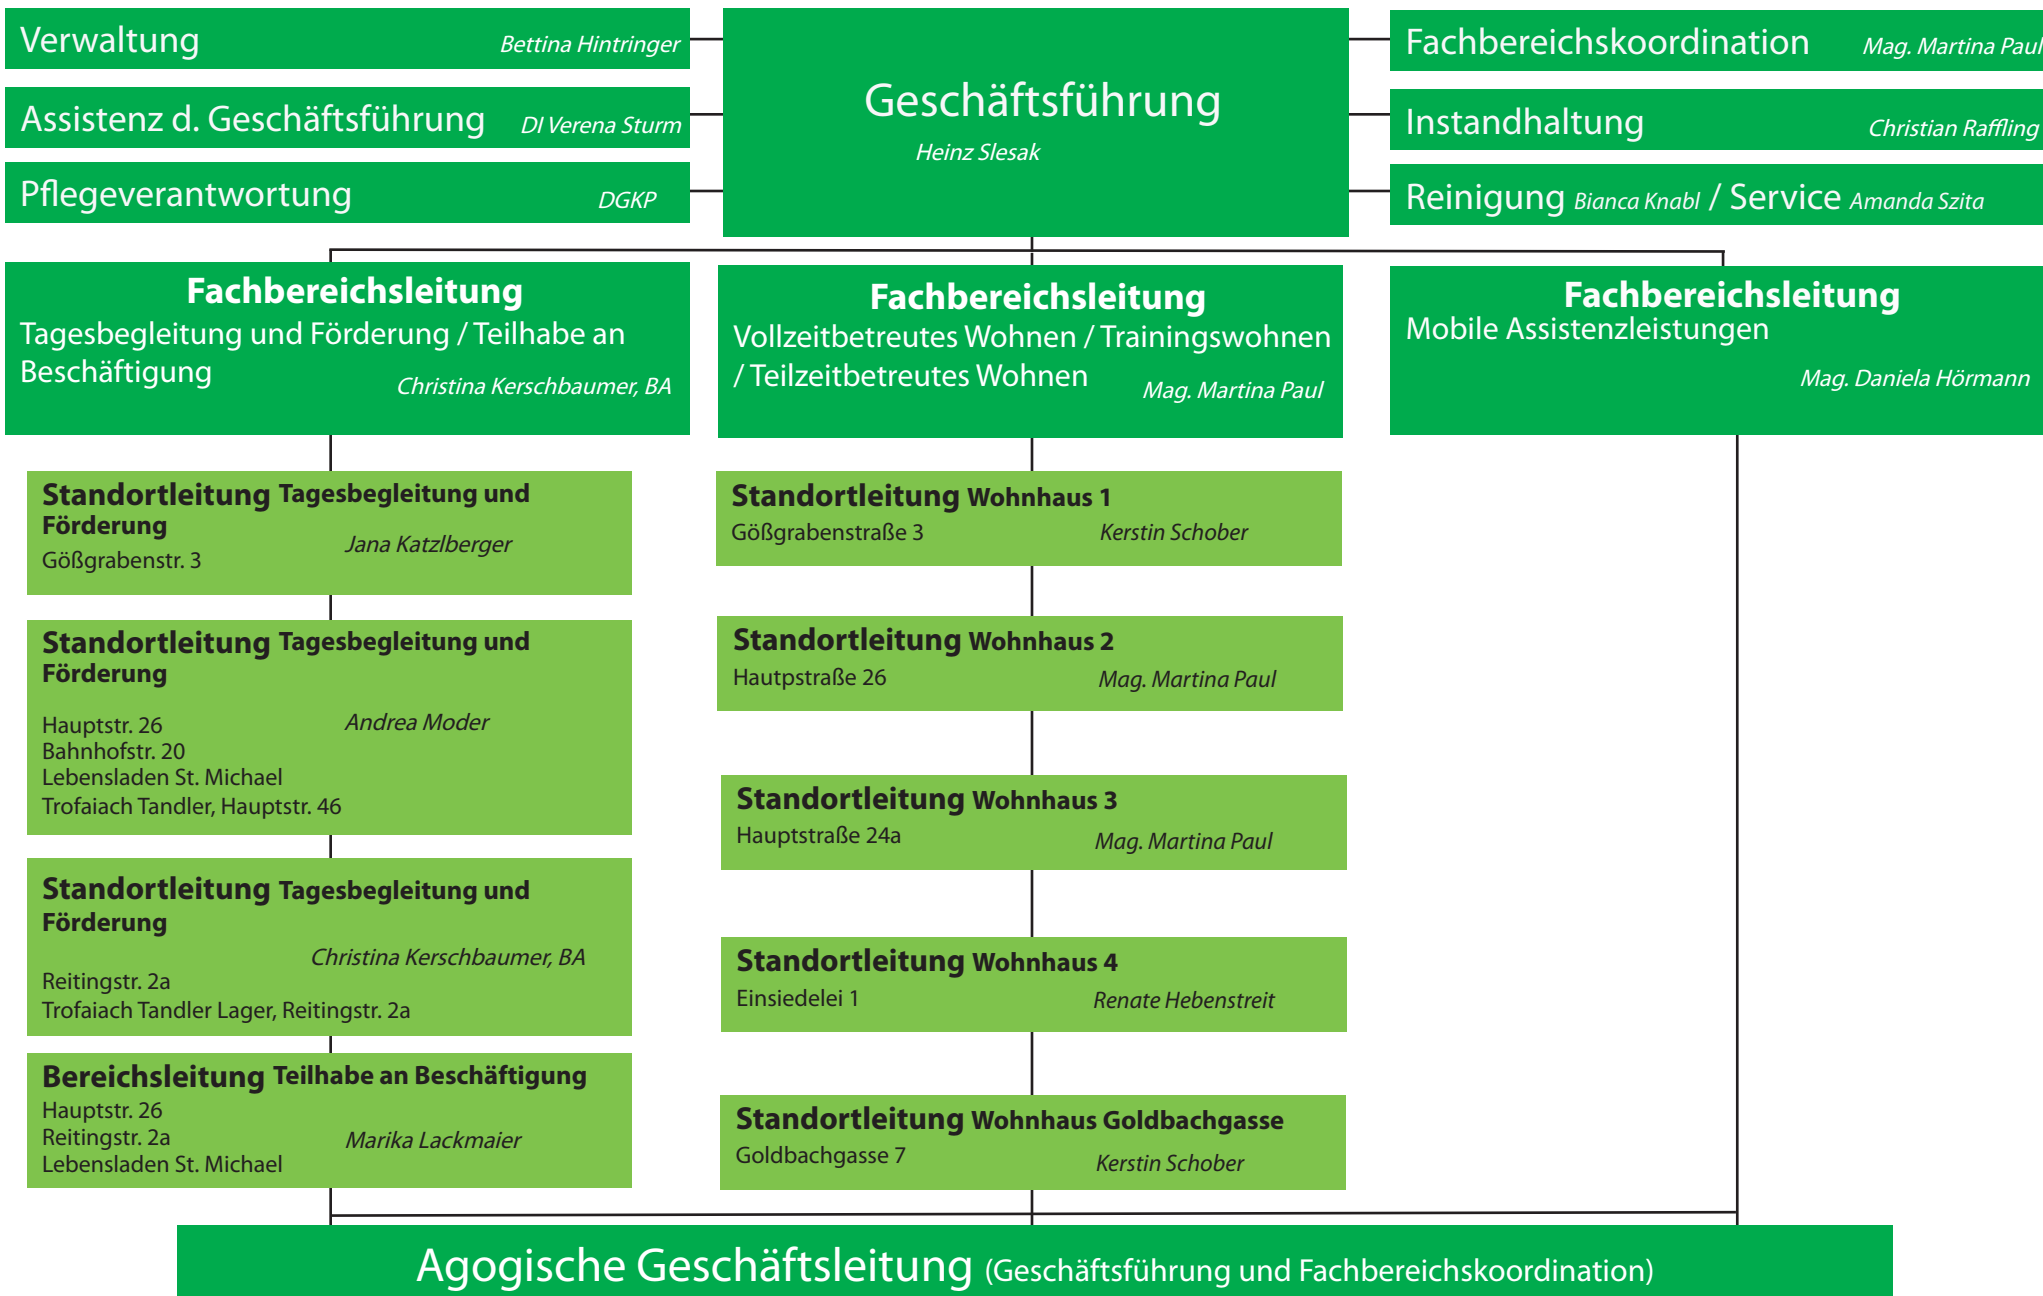 Verwaltung Bettina Hintringer
Assistenz d. Geschäftsführung DI Verena Sturm
Pflegeverantwortung DGKP
Geschäftsführung
Heinz Slesak
Fachbereichskoordination Mag. Martina Paul
Instandhaltung Christian Raffling
Reinigung Bianca Knabl / Service Amanda Szita
Fachbereichsleitung
Tagesbegleitung und Förderung / Teilhabe an
Beschäftigung Christina Kerschbaumer, BA
Fachbereichsleitung
Vollzeitbetreutes Wohnen / Trainingswohnen
/ Teilzeitbetreutes Wohnen Mag. Martina Paul
Fachbereichsleitung
Mobile Assistenzleistungen
Mag. Daniela Hörmann
Standortleitung Tagesbegleitung und
Förderung
Jana Katzlberger
Gößgrabenstr. 3
Standortleitung Tagesbegleitung und
Förderung
Hauptstr. 26 Andrea Moder
Bahnhofstr. 20
Lebensladen St. Michael
Trofaiach Tandler, Hauptstr. 46
Standortleitung Tagesbegleitung und
Förderung
Christina Kerschbaumer, BA
Reitingstr. 2a
Trofaiach Tandler Lager, Reitingstr. 2a
Bereichsleitung Teilhabe an Beschäftigung
Hauptstr. 26
Reitingstr. 2a Marika Lackmaier
Lebensladen St. Michael
Standortleitung Wohnhaus 1
Gößgrabenstraße 3 Kerstin Schober
Standortleitung Wohnhaus 2
Hautpstraße 26 Mag. Martina Paul
Standortleitung Wohnhaus 3
Hauptstraße 24a Mag. Martina Paul
Standortleitung Wohnhaus 4
Einsiedelei 1 Renate Hebenstreit
Standortleitung Wohnhaus Goldbachgasse
Goldbachgasse 7 Kerstin Schober
Agogische Geschäftsleitung (Geschäftsführung und Fachbereichskoordination)